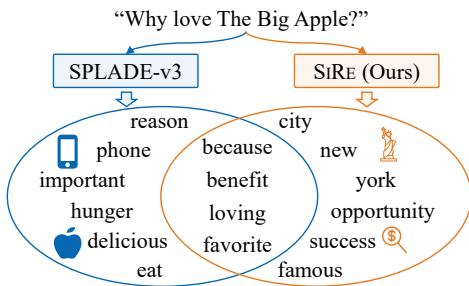 “Why love The Big Apple?”
SPLADE-v3
SIRE (Ours)
reason
city
phone
because
new
important
benefit
york
hunger
loving
opportunity
delicious
favorite
success
eat
famous